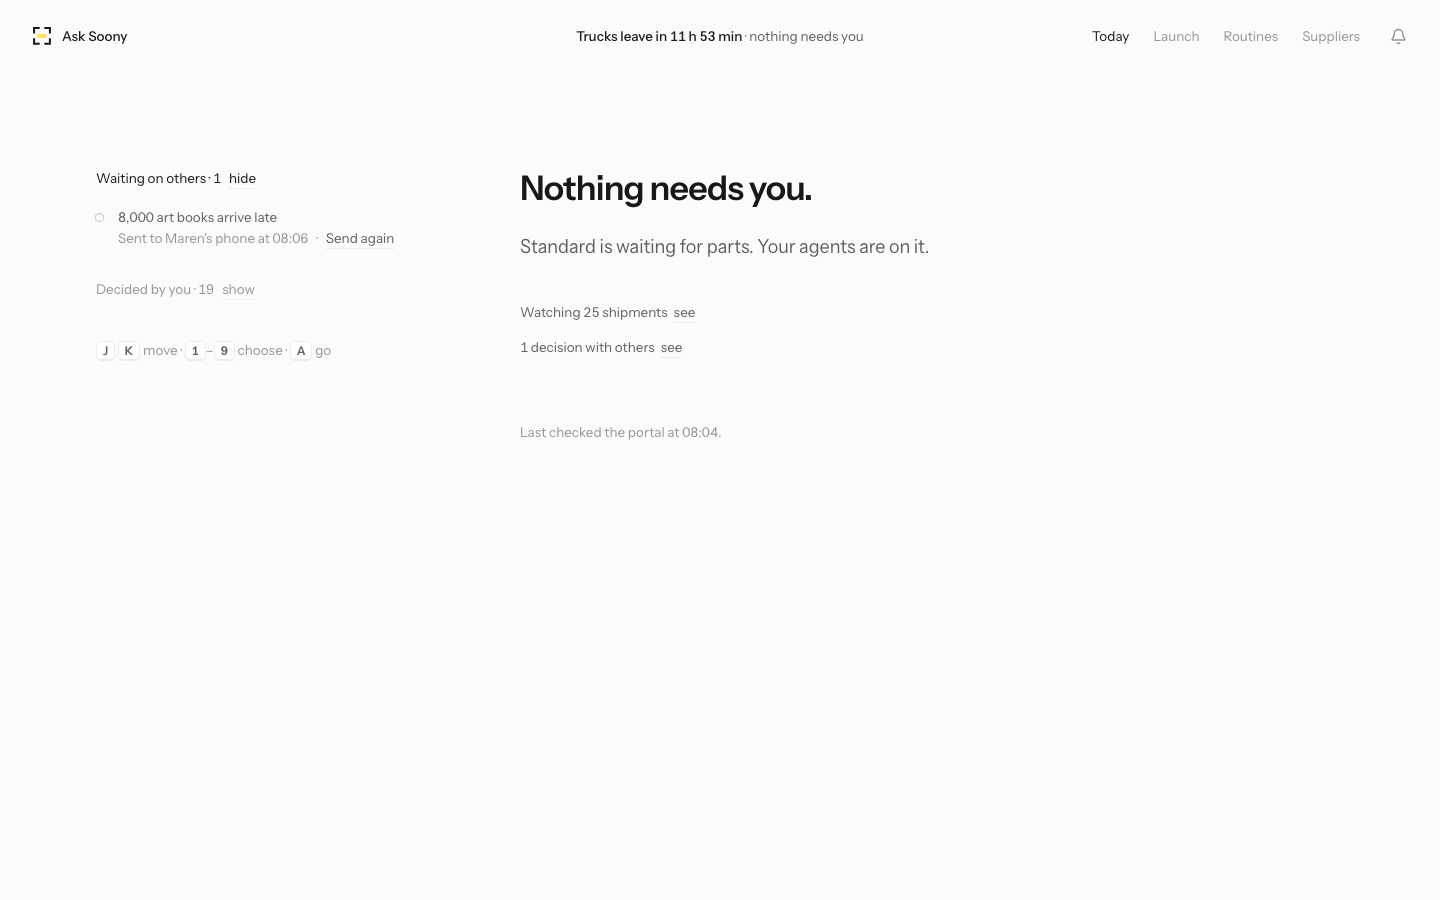 Ask Soony
Trucks leave in 11 h 53 min · nothing needs you
Today Launch Routines Suppliers
Waiting on others · 1 hide
8,000 art books arrive late
Sent to Maren's phone at 08:06 · Send again
Decided by you · 19 show
J K move · 1–9 choose · A go
Nothing needs you.
Standard is waiting for parts. Your agents are on it.
Watching 25 shipments see
1 decision with others see
Last checked the portal at 08:04.